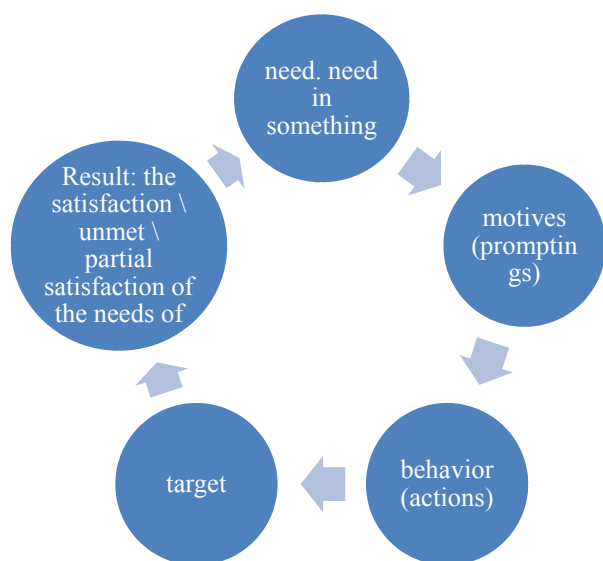 need. need
in
something
motives
(promptin
gs)
behavior
(actions)
target
Result: the
satisfaction \
unmet \
partial
satisfaction of
the needs of